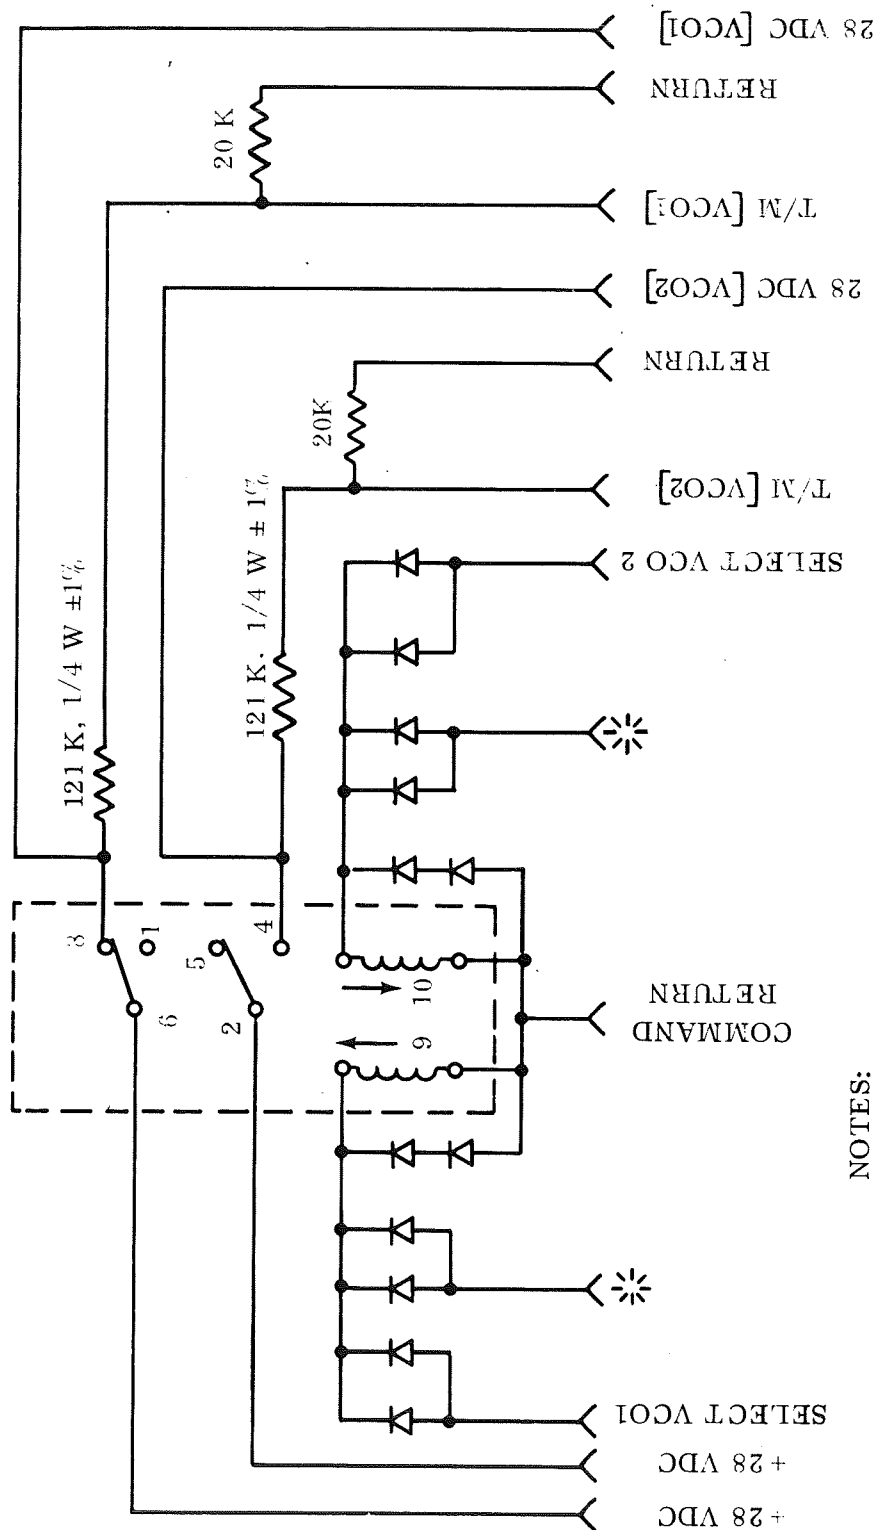 28 VDC [VCO1]
RETURN
20 K
T/M [VCO1]
28 VDC [VCO2]
RETURN
20K
T/M [VCO2]
121 K, 1/4 W ±1%
121 K. 1/4 W ± 1%
SELECT VCO 2
3
1
5
4
6
2
10
9
COMMAND
RETURN
SELECT VCO1
+28 VDC
+28 VDC
NOTES: